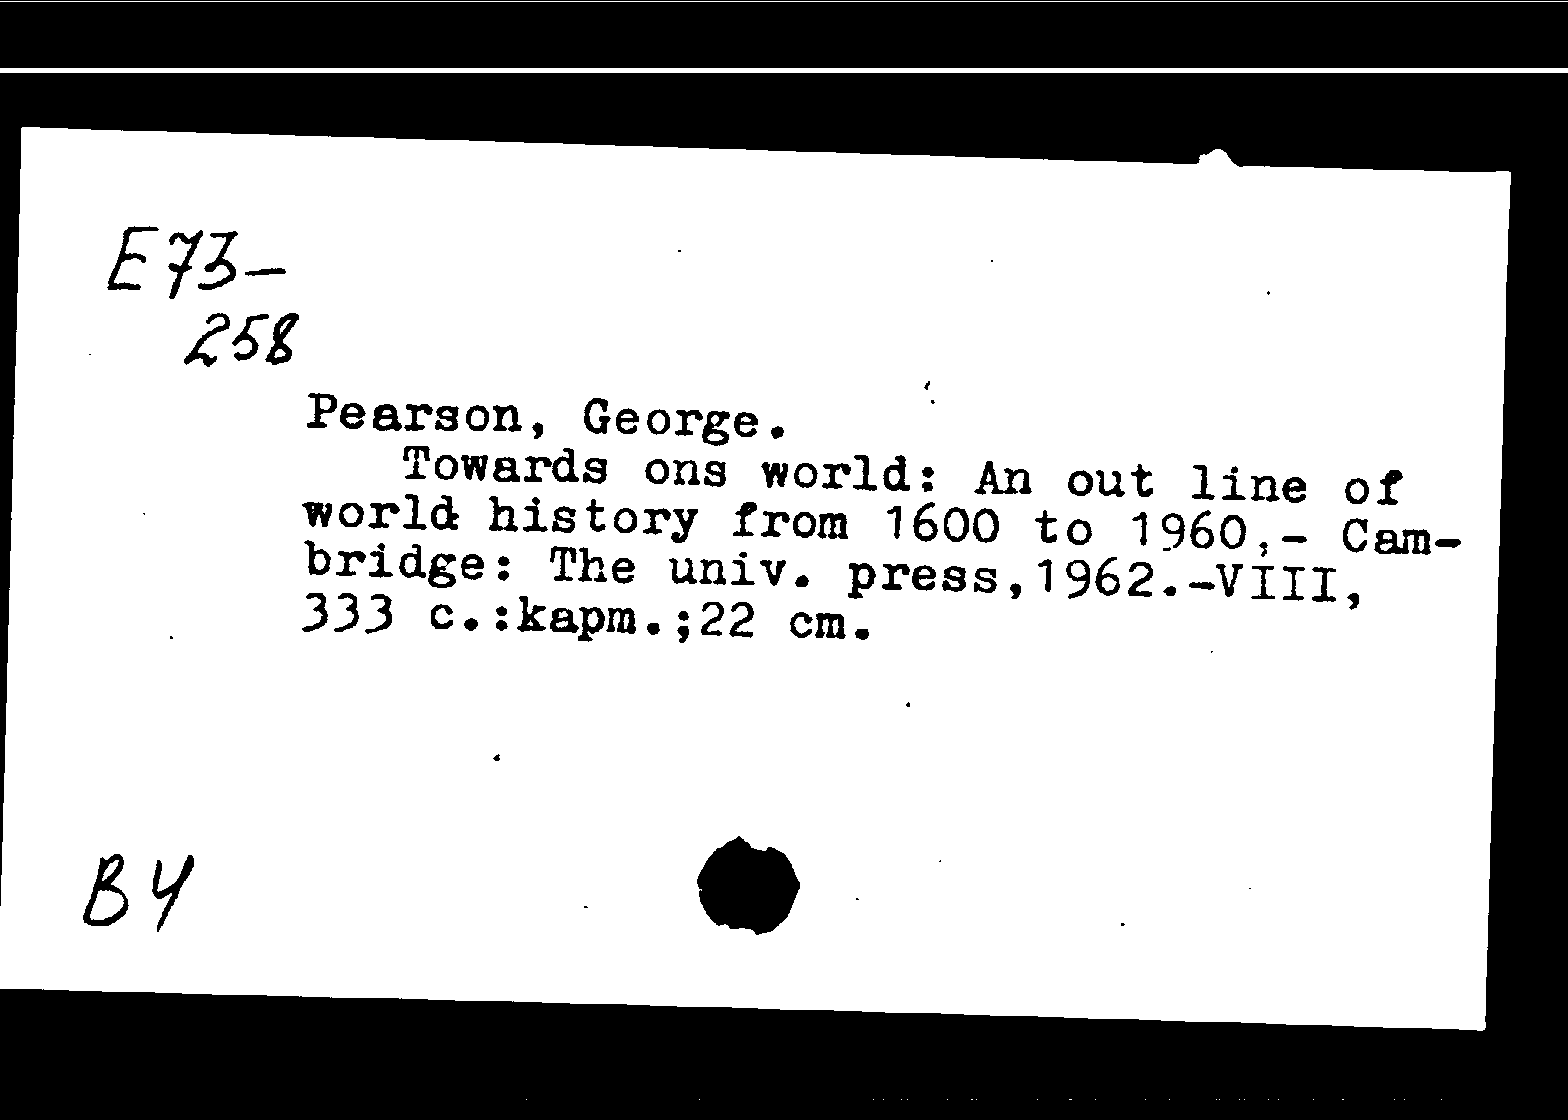 E73-
258
Pearson, George.
Towards ons world: An out line of
world history from 1600 to 1960.- Cam-
bridge: The univ. press,1962.-VIII,
333 c.:kapm.;22 cm.
B4